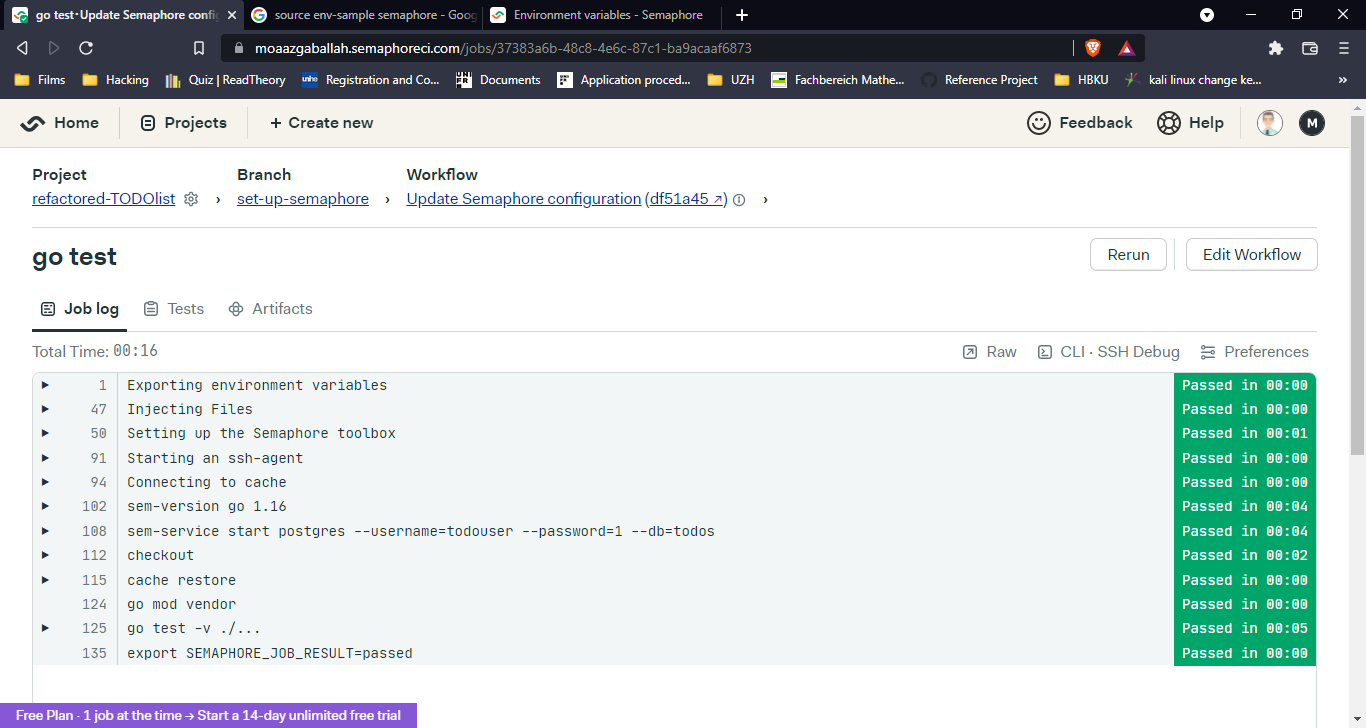 go test·Update Semaphore confi
source env-sample semaphore - Goog
Environment variables - Semaphore
moaazgaballah.semaphoreci.com/jobs/37383a6b-48c8-4e6c-87c1-ba9acaaf6873
Films
Hacking
Quiz | ReadTheory
Registration and Co...
Documents
Application proced...
UZH
Fachbereich Mathe...
Reference Project
HBKU
kali linux change ke...
»
Home
Projects
+ Create new
Feedback
Help
M
Project
Branch
Workflow
refactored-TODOlist › set-up-semaphore › Update Semaphore configuration (df51a45 ↗) ›
go test
Rerun
Edit Workflow
Job log
Tests
Artifacts
Total Time: 00:16
Raw
CLI · SSH Debug
Preferences
1 Exporting environment variables Passed in 00:00
47 Injecting Files Passed in 00:00
50 Setting up the Semaphore toolbox Passed in 00:01
91 Starting an ssh-agent Passed in 00:00
94 Connecting to cache Passed in 00:00
102 sem-version go 1.16 Passed in 00:04
108 sem-service start postgres --username=todouser --password=1 --db=todos Passed in 00:04
112 checkout Passed in 00:02
115 cache restore Passed in 00:00
124 go mod vendor Passed in 00:00
125 go test -v ./... Passed in 00:05
135 export SEMAPHORE_JOB_RESULT=passed Passed in 00:00
Free Plan · 1 job at the time → Start a 14-day unlimited free trial